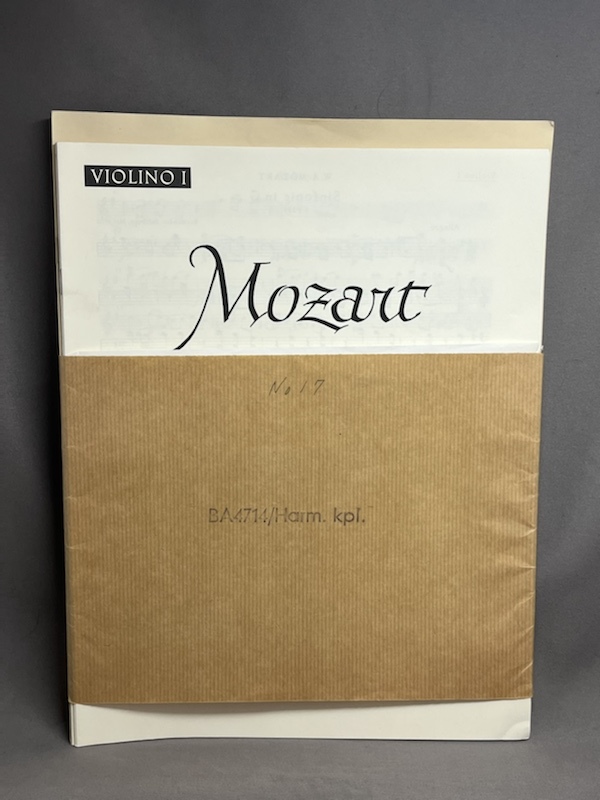 VIOLINO I
Mozart
No 17
BA4714/Harm. kpl.